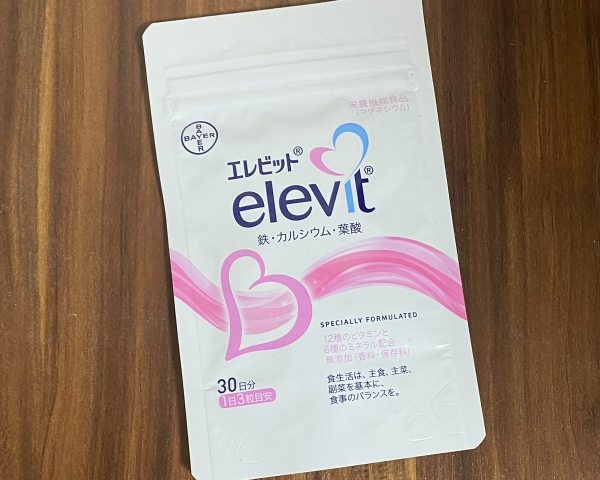 栄養機能食品
(マグネシウム)
BAYER
BAYER
エレビット®
elevit®
鉄・カルシウム・葉酸
SPECIALLY FORMULATED
12種のビタミンと
6種のミネラル配合
無添加(香料・保存料)
30日分
1日3粒目安
食生活は、主食、主菜、
副菜を基本に、
食事のバランスを。